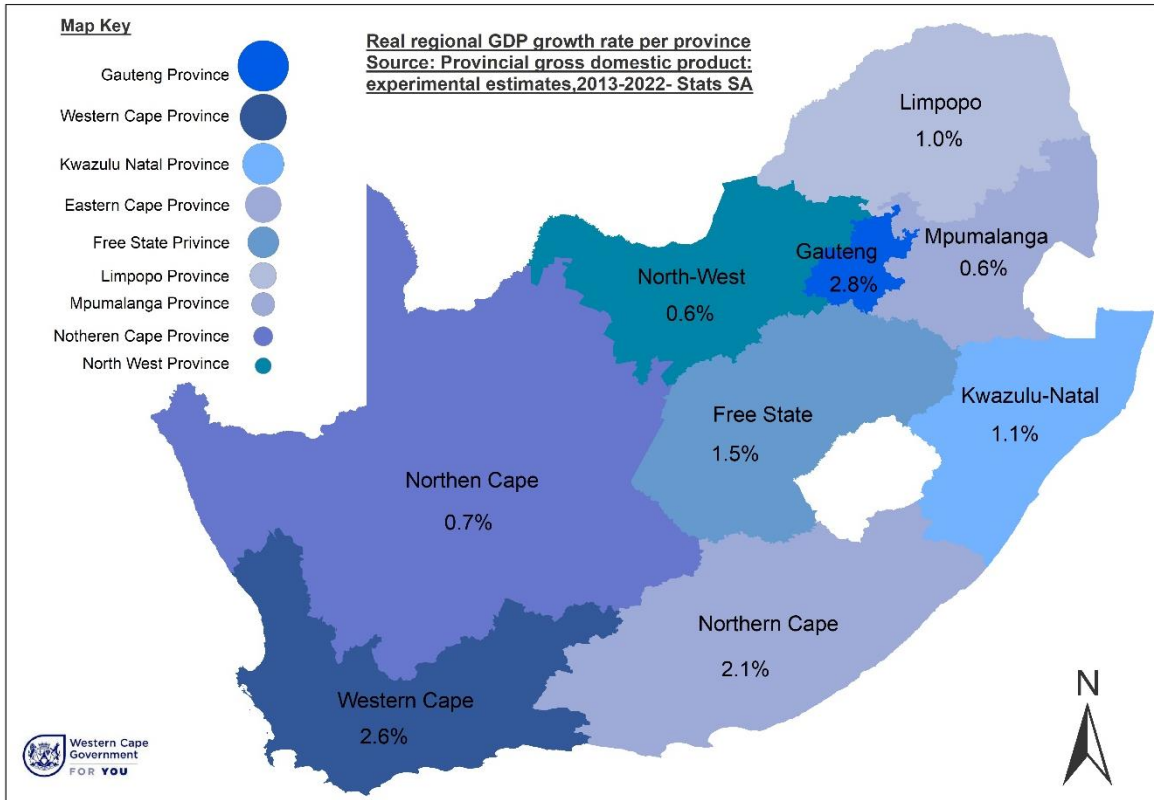 Map Key
Gauteng Province
Western Cape Province
Kwazulu Natal Province
Eastern Cape Province
Free State Privince
Limpopo Province
Mpumalanga Province
Notheren Cape Province
North West Province
Real regional GDP growth rate per province
Source: Provincial gross domestic product:
experimental estimates,2013-2022- Stats SA
Limpopo
1.0%
Mpumalanga
0.6%
Gauteng
2.8%
North-West
0.6%
Kwazulu-Natal
1.1%
Free State
1.5%
Northen Cape
0.7%
Northern Cape
2.1%
Western Cape
2.6%
N
Western Cape
Government
FOR YOU